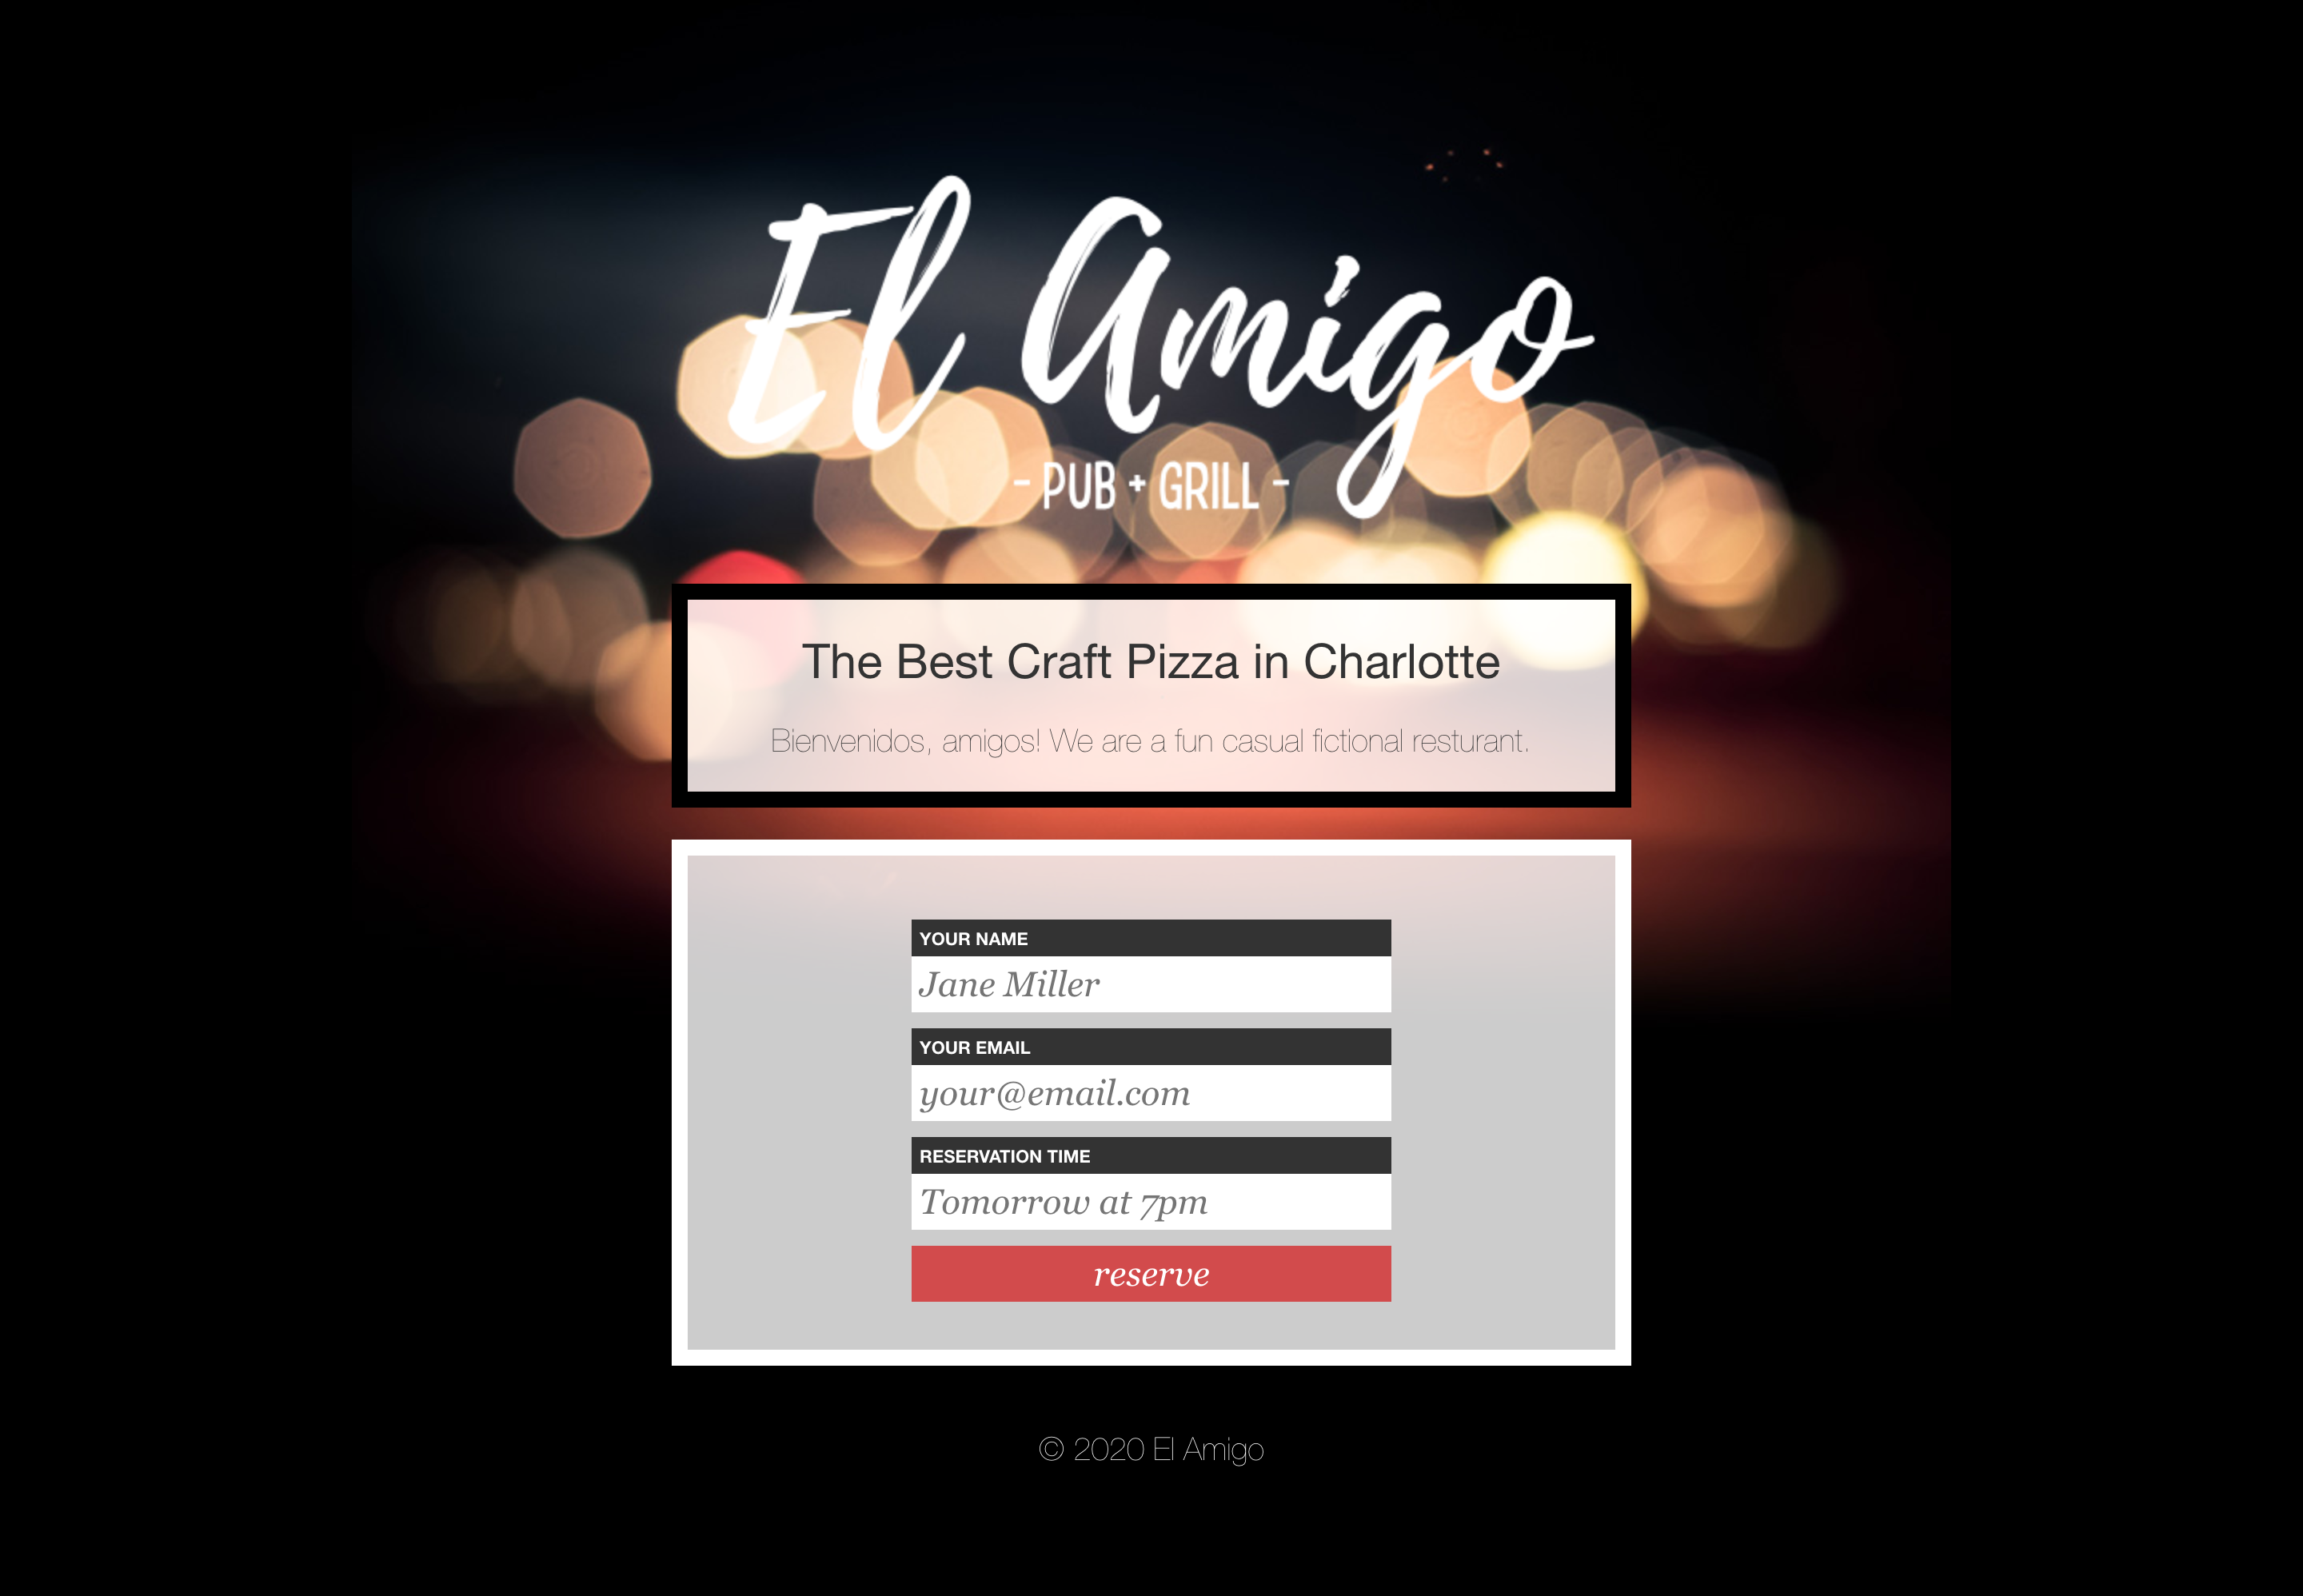 El Amigo
- PUB + GRILL -
The Best Craft Pizza in Charlotte
Bienvenidos, amigos! We are a fun casual fictional resturant.
YOUR NAME
Jane Miller
YOUR EMAIL
your@email.com
RESERVATION TIME
Tomorrow at 7pm
reserve
© 2020 El Amigo